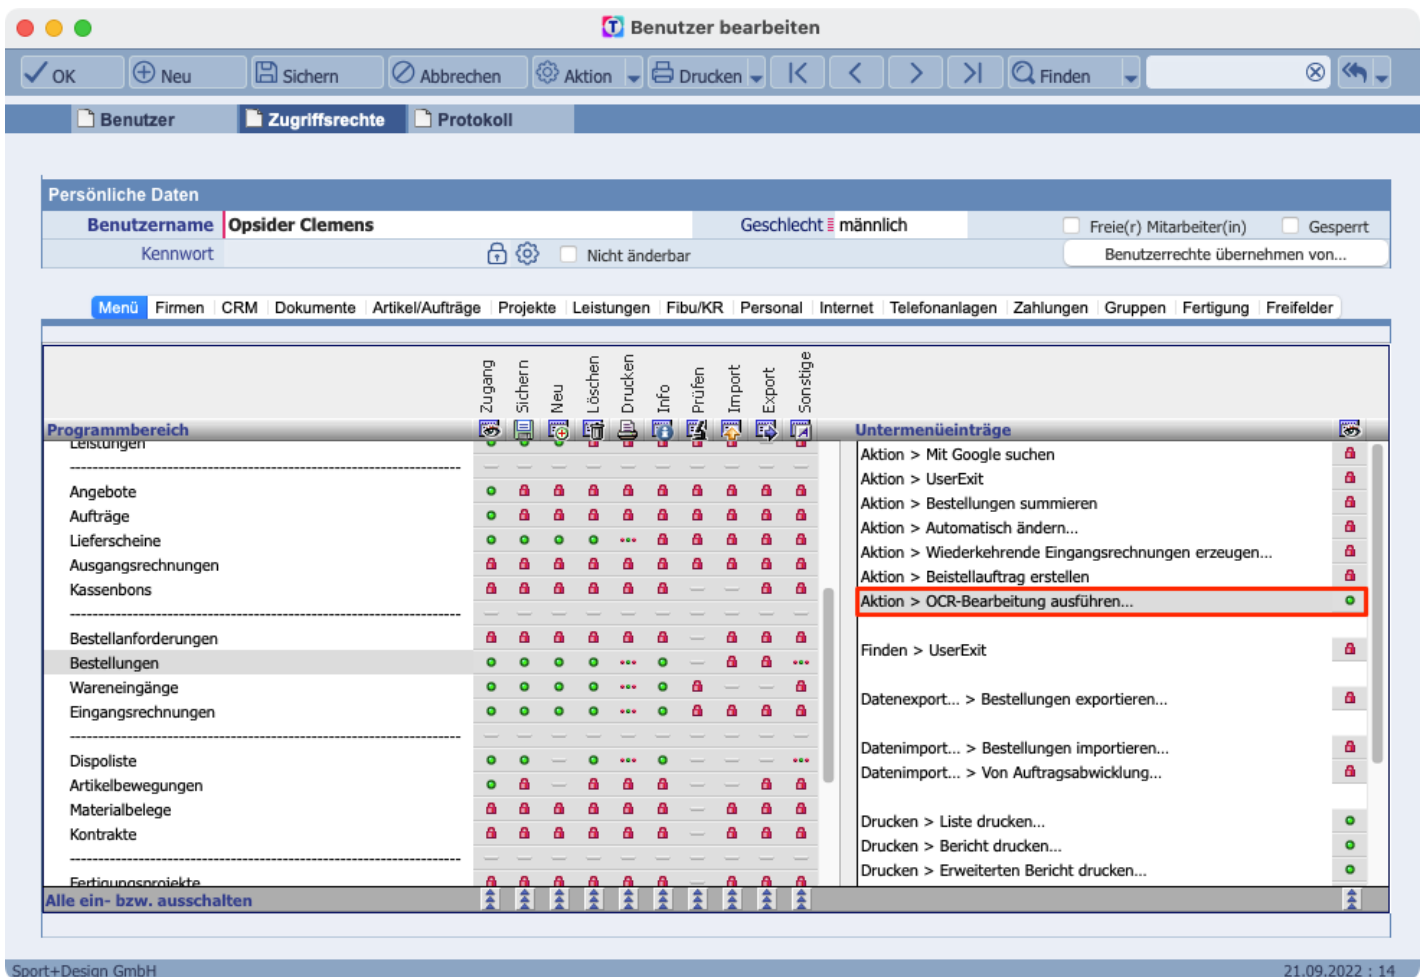 Benutzer bearbeiten
OK Neu Sichern Abbrechen Aktion Drucken Finden
Benutzer Zugriffsrechte Protokoll
Persönliche Daten
Benutzername Opsider Clemens Geschlecht männlich Freie(r) Mitarbeiter(in) Gesperrt
Kennwort Nicht änderbar Benutzerrechte übernehmen von...
Menü Firmen CRM Dokumente Artikel/Aufträge Projekte Leistungen Fibu/KR Personal Internet Telefonanlagen Zahlungen Gruppen Fertigung Freifelder
Zugang Sichern Neu Löschen Drucken Info Prüfen Import Export Sonstige
Programmbereich Untermenüeinträge
Leistungen
Aktion > Mit Google suchen
Aktion > UserExit
Angebote
Aktion > Bestellungen summieren
Aufträge
Aktion > Automatisch ändern...
Lieferscheine
Aktion > Wiederkehrende Eingangsrechnungen erzeugen...
Ausgangsrechnungen
Aktion > Beistellauftrag erstellen
Kassenbons
Aktion > OCR-Bearbeitung ausführen...
Bestellanforderungen
Finden > UserExit
Bestellungen
Wareneingänge
Datenexport... > Bestellungen exportieren...
Eingangsrechnungen
Datenimport... > Bestellungen importieren...
Dispoliste
Datenimport... > Von Auftragsabwicklung...
Artikelbewegungen
Materialbelege
Drucken > Liste drucken...
Kontrakte
Drucken > Bericht drucken...
Drucken > Erweiterten Bericht drucken...
Fertigungsprojekte
Alle ein- bzw. ausschalten
Sport+Design GmbH 21.09.2022 : 14